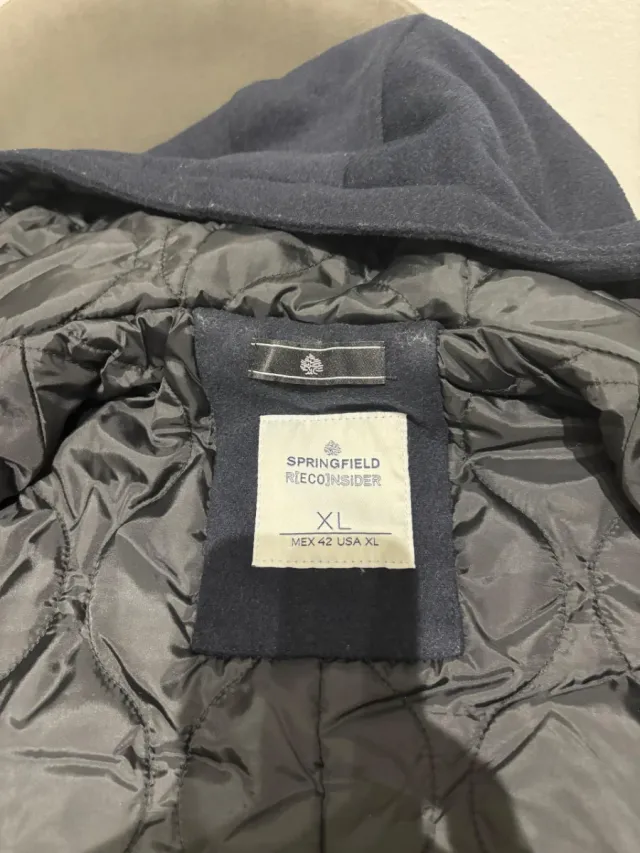 SPRINGFIELD
R[ECO]NSIDER
XL
MEX 42 USA XL